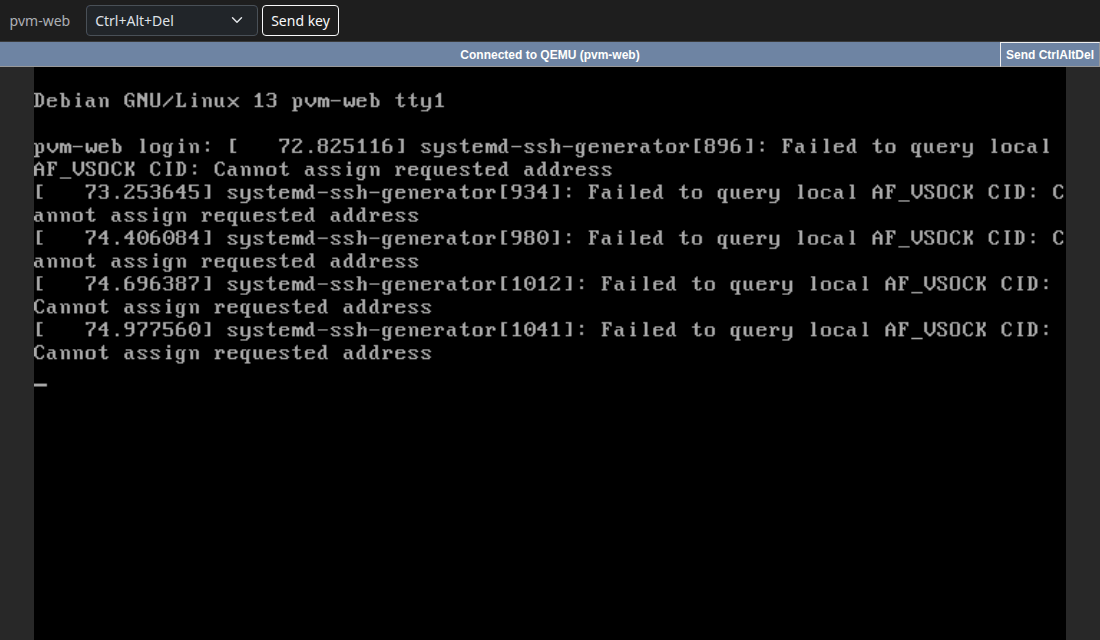 pvm-web Ctrl+Alt+Del Send key
Connected to QEMU (pvm-web) Send CtrlAltDel
Debian GNU/Linux 13 pvm-web tty1
pvm-web login: [   72.825116] systemd-ssh-generator[896]: Failed to query local
AF_VSOCK CID: Cannot assign requested address
[   73.253645] systemd-ssh-generator[934]: Failed to query local AF_VSOCK CID: C
annot assign requested address
[   74.406084] systemd-ssh-generator[980]: Failed to query local AF_VSOCK CID: C
annot assign requested address
[   74.696387] systemd-ssh-generator[1012]: Failed to query local AF_VSOCK CID:
Cannot assign requested address
[   74.977560] systemd-ssh-generator[1041]: Failed to query local AF_VSOCK CID:
Cannot assign requested address